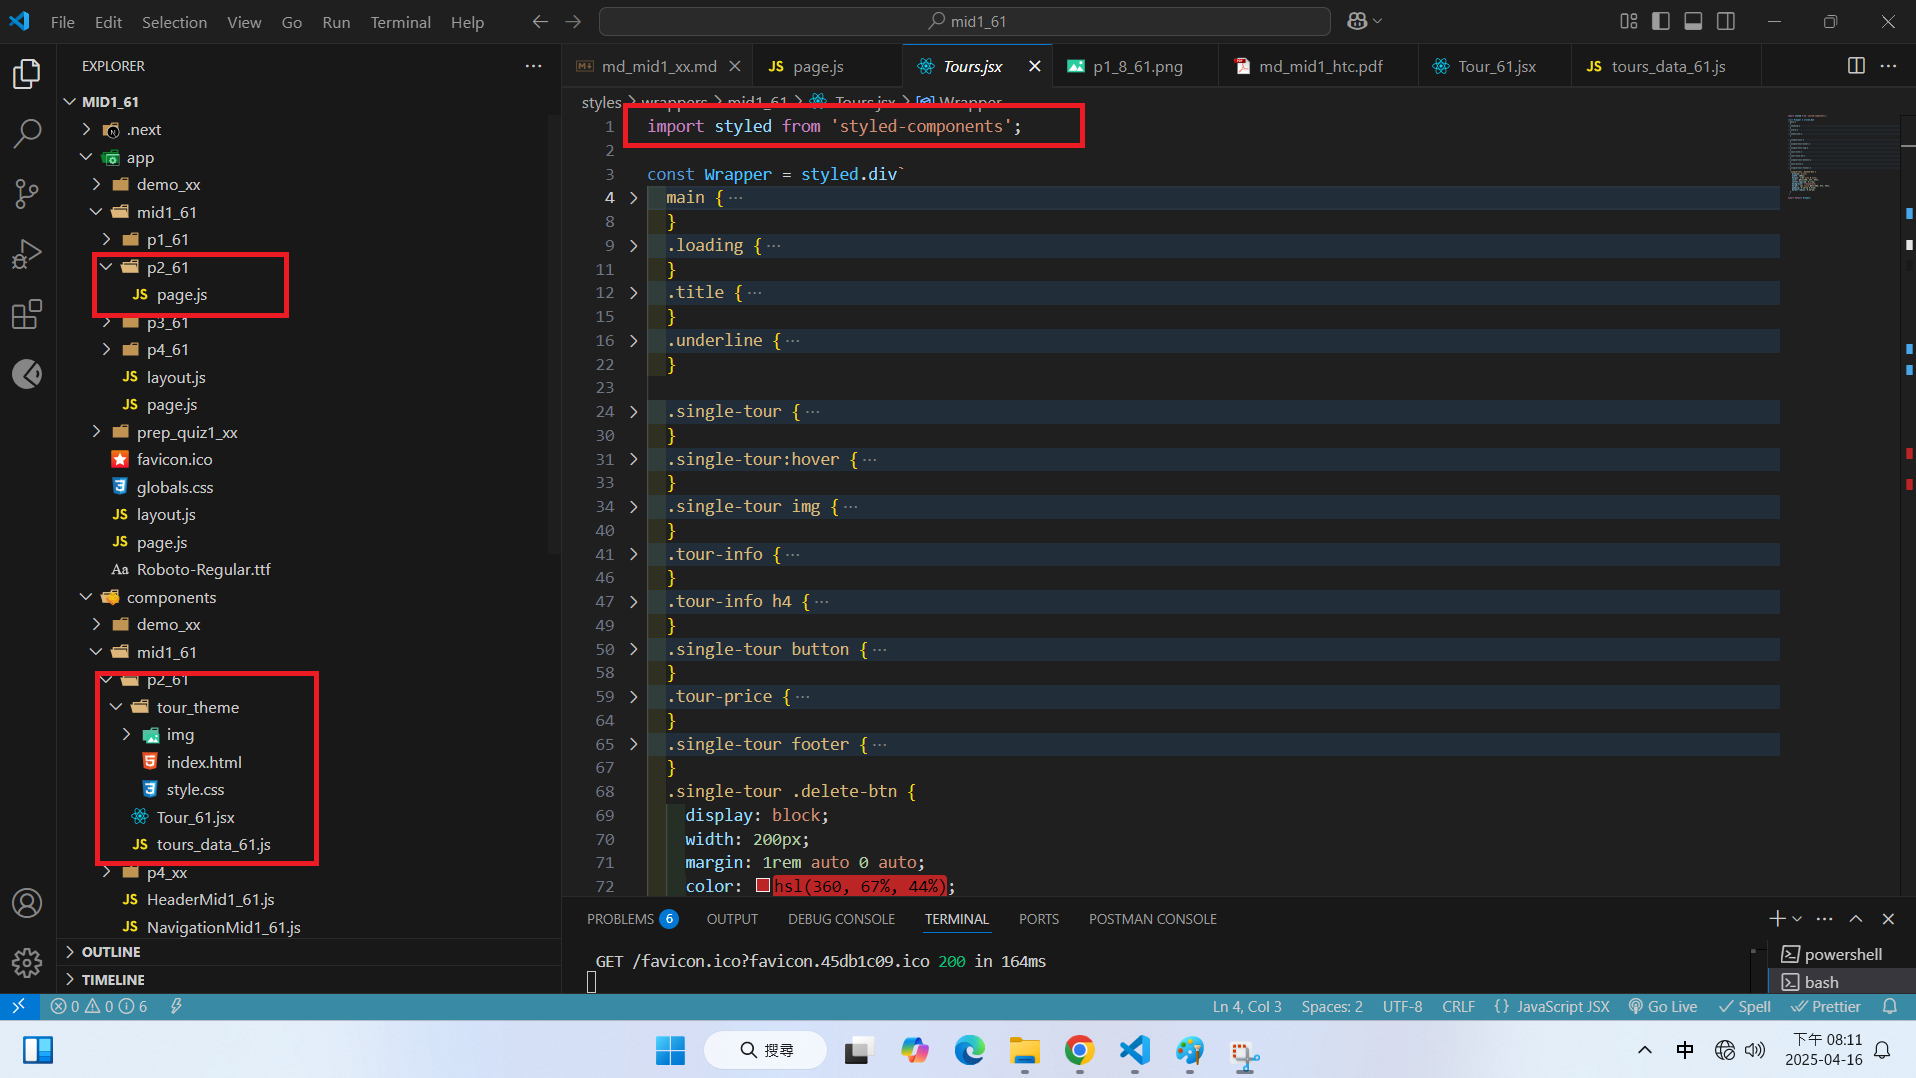 File Edit Selection View Go Run Terminal Help
mid1_61
EXPLORER
MID1_61
.next
app
demo_xx
mid1_61
p1_61
p2_61
page.js
p3_61
p4_61
layout.js
page.js
prep_quiz1_xx
favicon.ico
globals.css
layout.js
page.js
Roboto-Regular.ttf
components
demo_xx
mid1_61
p2_61
tour_theme
img
index.html
style.css
Tour_61.jsx
tours_data_61.js
p4_xx
HeaderMid1_61.js
NavigationMid1_61.js
OUTLINE
TIMELINE
md_mid1_xx.md page.js Tours.jsx p1_8_61.png md_mid1_htc.pdf Tour_61.jsx tours_data_61.js
styles > wrappers > mid1_61 > Tours.jsx > Wrapper
1 import styled from 'styled-components';
2
3 const Wrapper = styled.div`
4 main { ...
8 }
9 .loading { ...
11 }
12 .title { ...
15 }
16 .underline { ...
22 }
23
24 .single-tour { ...
30 }
31 .single-tour:hover { ...
33 }
34 .single-tour img { ...
40 }
41 .tour-info { ...
46 }
47 .tour-info h4 { ...
49 }
50 .single-tour button { ...
58 }
59 .tour-price { ...
64 }
65 .single-tour footer { ...
67 }
68 .single-tour .delete-btn {
69 display: block;
70 width: 200px;
71 margin: 1rem auto 0 auto;
72 color: hsl(360, 67%, 44%);
PROBLEMS 6 OUTPUT DEBUG CONSOLE TERMINAL PORTS POSTMAN CONSOLE
GET /favicon.ico?favicon.45db1c09.ico 200 in 164ms
powershell
bash
0 0 6 Ln 4, Col 3 Spaces: 2 UTF-8 CRLF {} JavaScript JSX Go Live Spell Prettier
搜尋
中
下午 08:11
2025-04-16